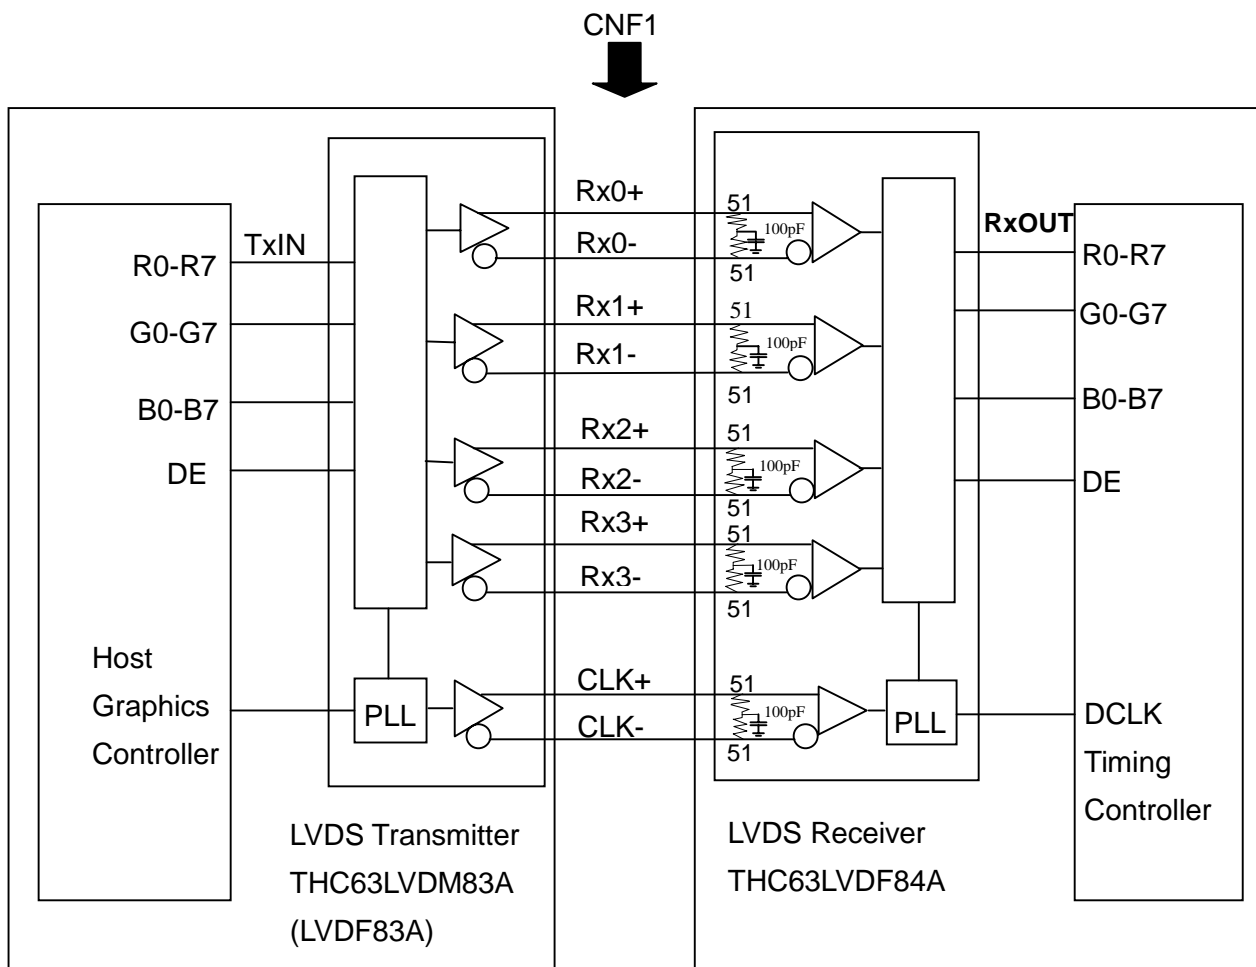 CNF1
TxIN
R0-R7
G0-G7
B0-B7
DE
Host
Graphics
Controller
PLL
LVDS Transmitter
THC63LVDM83A
(LVDF83A)
Rx0+
Rx0-
Rx1+
Rx1-
Rx2+
Rx2-
Rx3+
Rx3-
CLK+
CLK-
51
100pF
51
51
100pF
51
51
100pF
51
51
100pF
51
51
100pF
51
PLL
LVDS Receiver
THC63LVDF84A
RxOUT
R0-R7
G0-G7
B0-B7
DE
DCLK
Timing
Controller